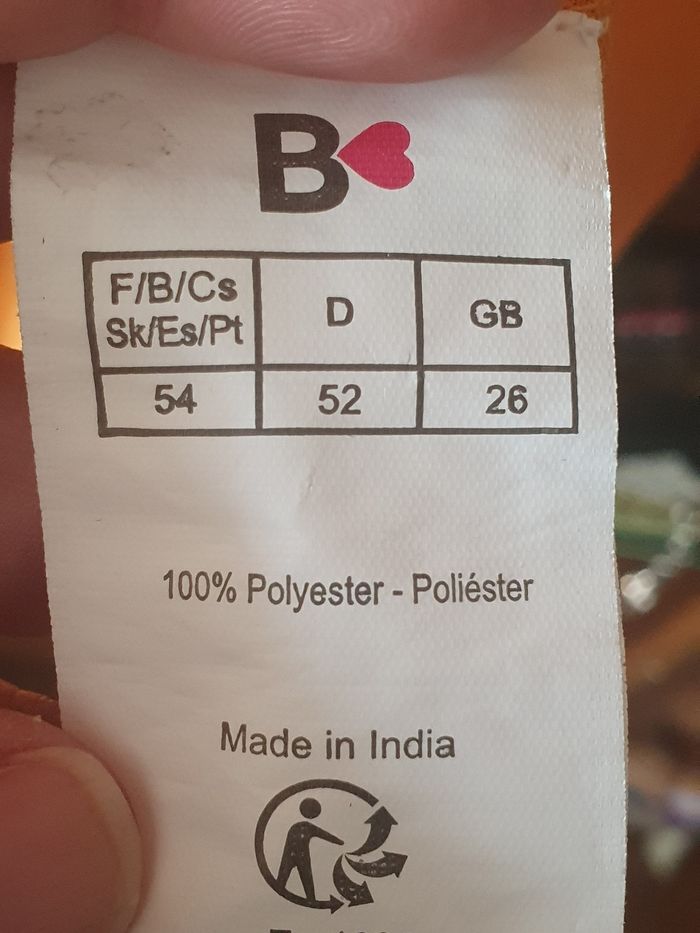 B
F/B/Cs
Sk/Es/Pt
D
GB
54
52
26
100% Polyester - Poliéster
Made in India